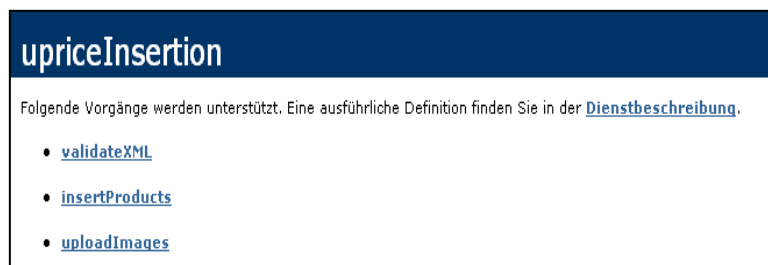 upriceInsertion
Folgende Vorgänge werden unterstützt. Eine ausführliche Definition finden Sie in der Dienstbeschreibung.
validateXML
insertProducts
uploadImages